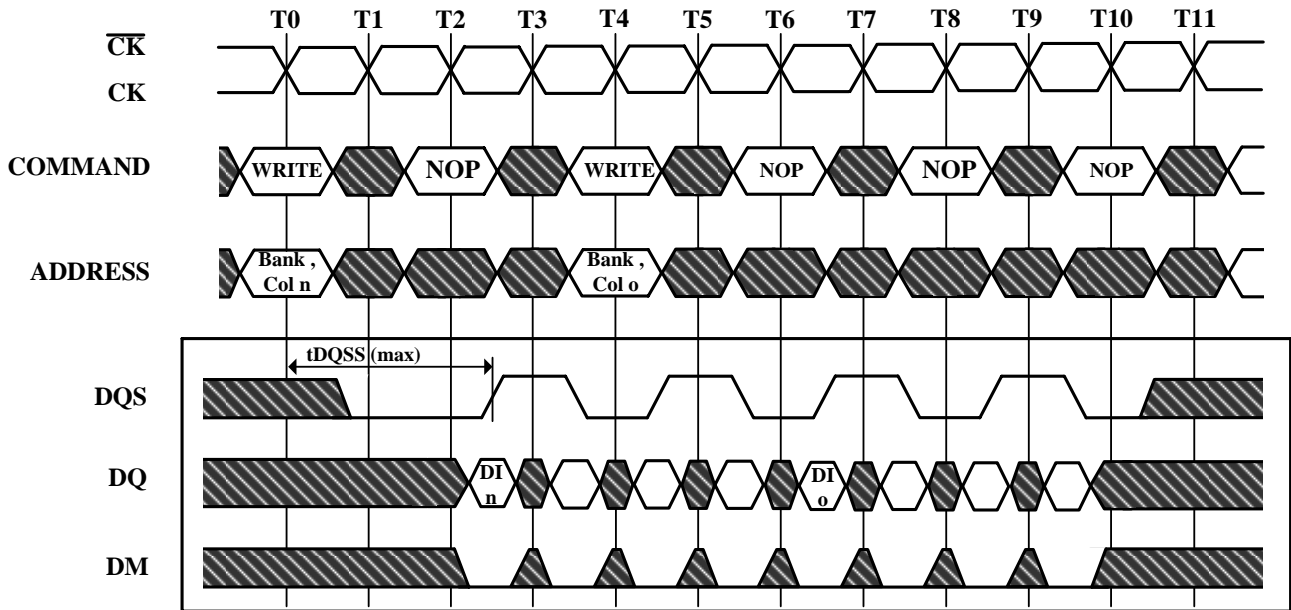 T0 T1 T2 T3 T4 T5 T6 T7 T8 T9 T10 T11
CK
CK
COMMAND WRITE NOP WRITE NOP NOP NOP
ADDRESS Bank , Bank ,
Col n Col o
tDQSS (max)
DQS
DQ DI DI
n o
DM